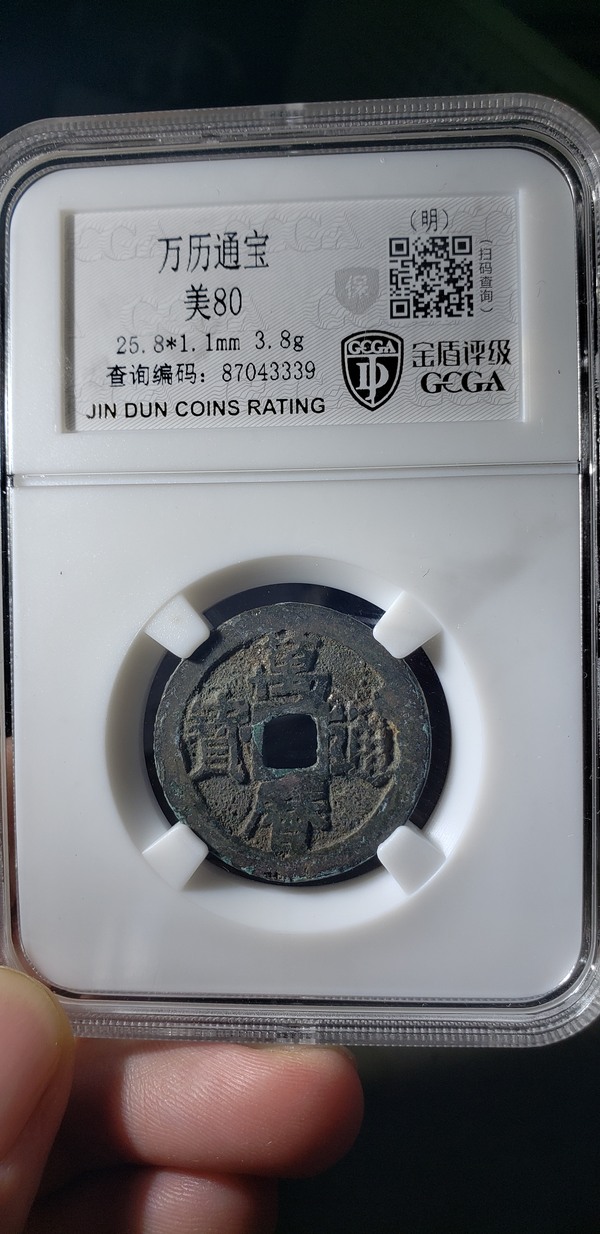 (明)
万历通宝
美80
保
(扫码查询)
25.8*1.1mm 3.8g
查询编码：87043339
JIN DUN COINS RATING
GCGA
金盾评级
GCGA
萬曆通寶